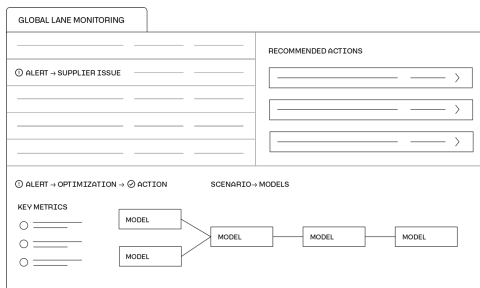 GLOBAL LANE MONITORING
RECOMMENDED ACTIONS
ALERT → SUPPLIER ISSUE
ALERT → OPTIMIZATION → ACTION
SCENARIO → MODELS
KEY METRICS
MODEL
MODEL
MODEL
MODEL
MODEL